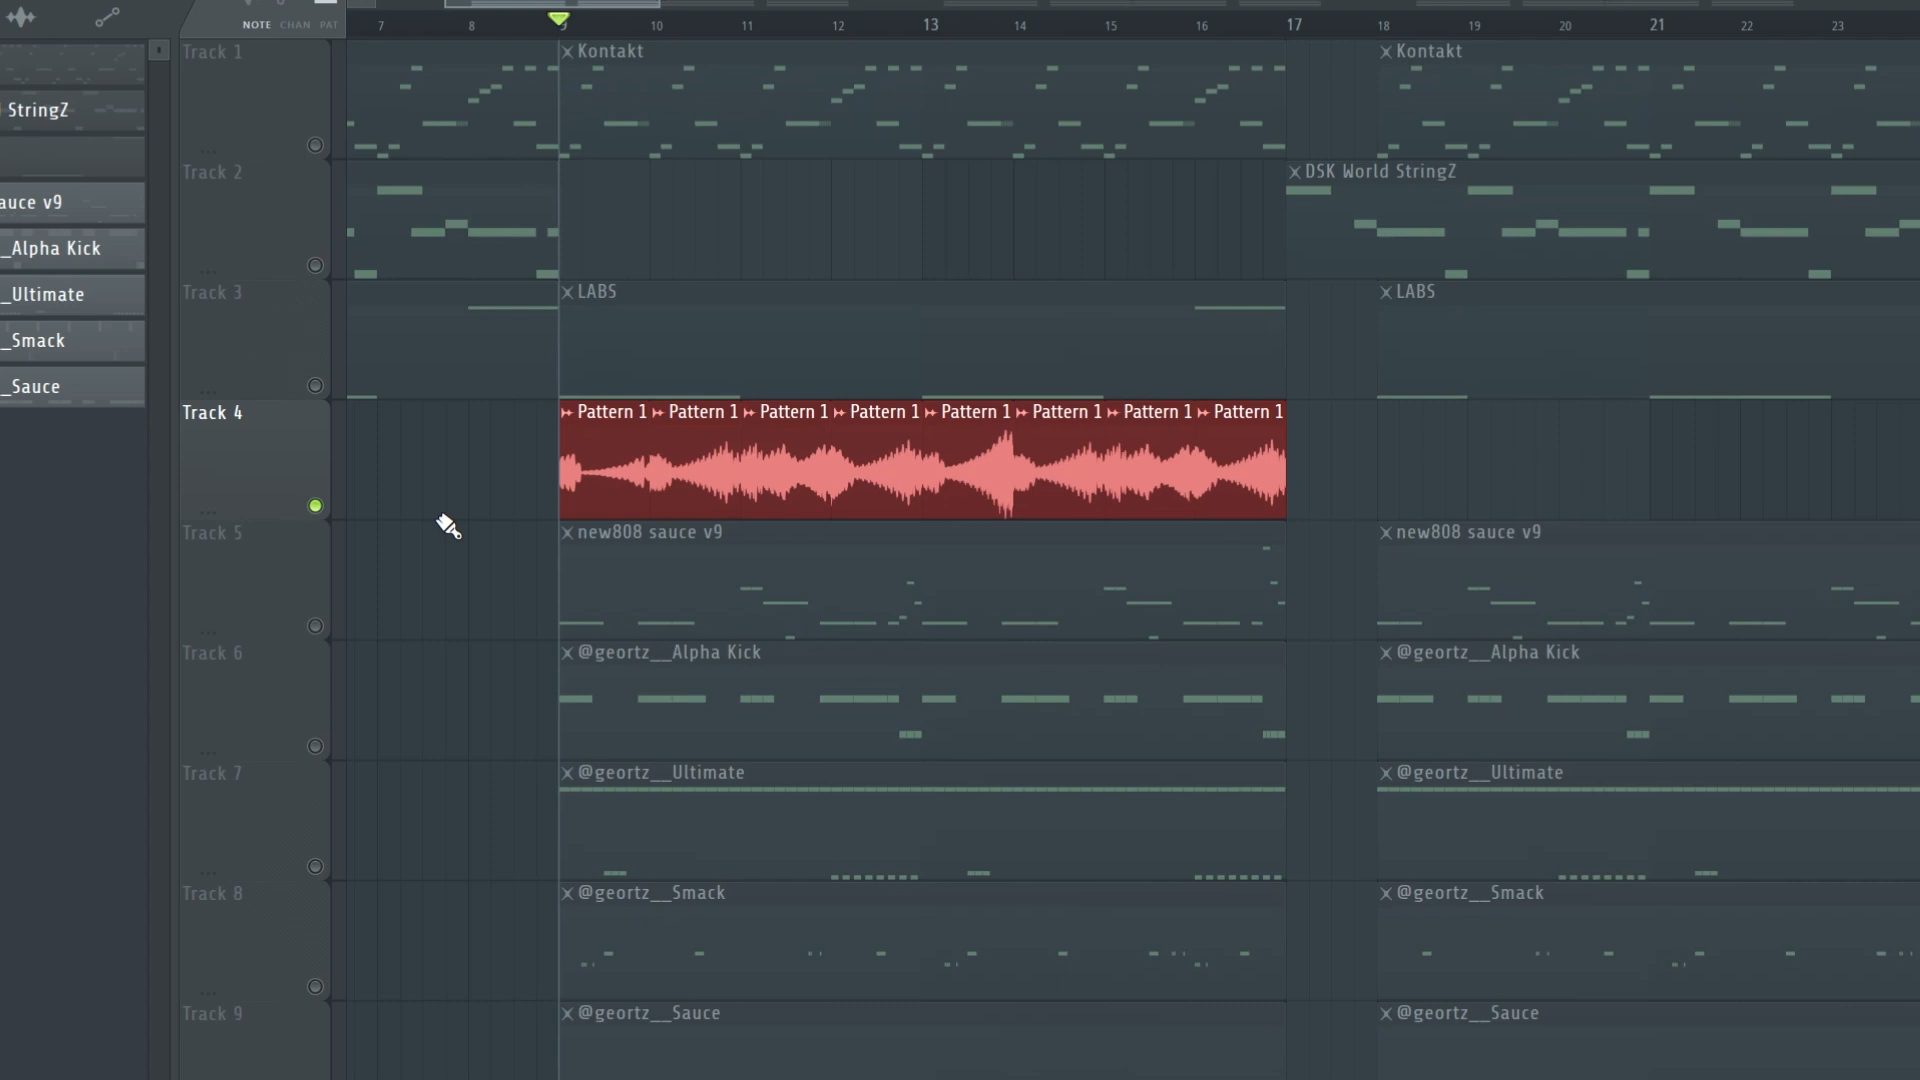 NOTE CHAN PAT
7 8 9 10 11 12 13 14 15 16 17 18 19 20 21 22 23
StringZ
auce v9
_Alpha Kick
_Ultimate
_Smack
_Sauce
Track 1
Kontakt Kontakt
Track 2
DSK World StringZ
Track 3
LABS LABS
Track 4
Pattern 1 Pattern 1 Pattern 1 Pattern 1 Pattern 1 Pattern 1 Pattern 1 Pattern 1
Track 5
new808 sauce v9 new808 sauce v9
Track 6
@geortz__Alpha Kick @geortz__Alpha Kick
Track 7
@geortz__Ultimate @geortz__Ultimate
Track 8
@geortz__Smack @geortz__Smack
Track 9
@geortz__Sauce @geortz__Sauce